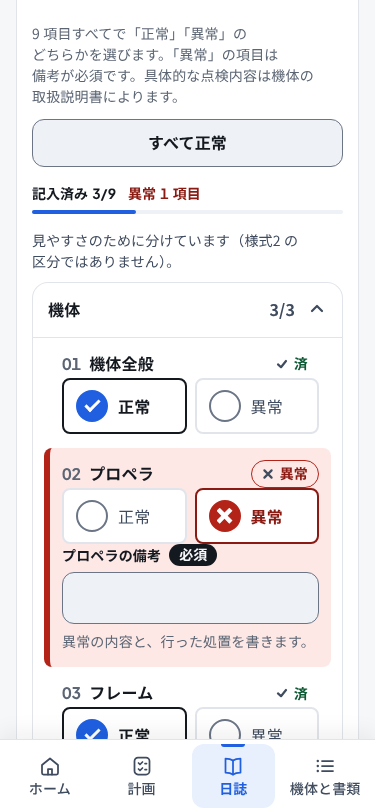 9 項目すべてで「正常」「異常」の
どちらかを選びます。「異常」の項目は
備考が必須です。具体的な点検内容は機体の
取扱説明書によります。
すべて正常
記入済み 3/9 異常 1 項目
見やすさのために分けています（様式2 の
区分ではありません）。
機体 3/3
01 機体全般 済
正常 異常
02 プロペラ 異常
正常 異常
プロペラの備考 必須
異常の内容と、行った処置を書きます。
03 フレーム 済
正常 異常
ホーム 計画 日誌 機体と書類